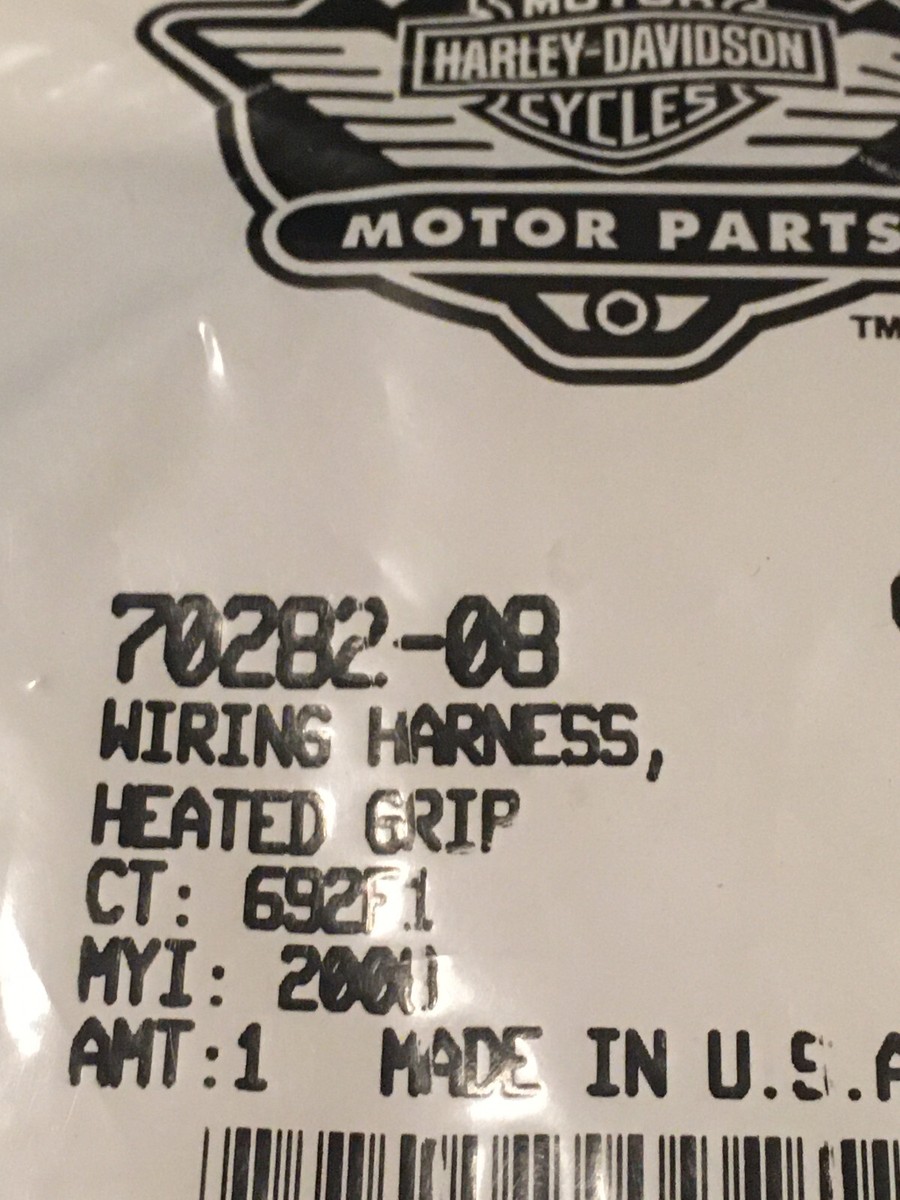 MOTOR
HARLEY-DAVIDSON
CYCLES
MOTOR PARTS
TM
70282-08
WIRING HARNESS,
HEATED GRIP
CT: 692F1
MYI: 200U
AMT:1 MADE IN U.S.A